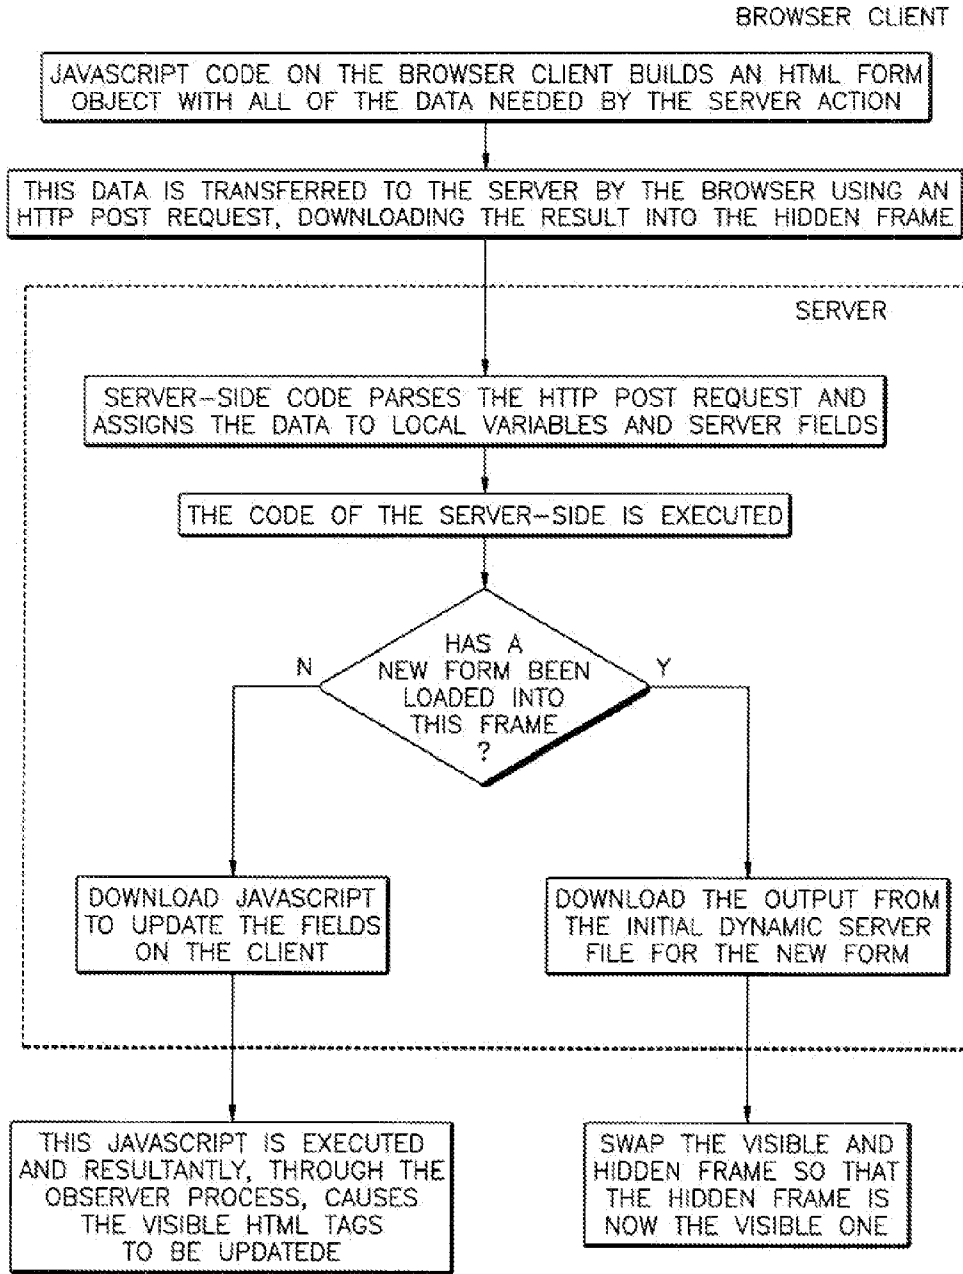 BROWSER CLIENT
JAVASCRIPT CODE ON THE BROWSER CLIENT BUILDS AN HTML FORM
OBJECT WITH ALL OF THE DATA NEEDED BY THE SERVER ACTION
THIS DATA IS TRANSFERRED TO THE SERVER BY THE BROWSER USING AN
HTTP POST REQUEST, DOWNLOADING THE RESULT INTO THE HIDDEN FRAME
SERVER
SERVER-SIDE CODE PARSES THE HTTP POST REQUEST AND
ASSIGNS THE DATA TO LOCAL VARIABLES AND SERVER FIELDS
THE CODE OF THE SERVER-SIDE IS EXECUTED
HAS A
NEW FORM BEEN
LOADED INTO
THIS FRAME
?
N
Y
DOWNLOAD JAVASCRIPT
TO UPDATE THE FIELDS
ON THE CLIENT
DOWNLOAD THE OUTPUT FROM
THE INITIAL DYNAMIC SERVER
FILE FOR THE NEW FORM
THIS JAVASCRIPT IS EXECUTED
AND RESULTANTLY, THROUGH THE
OBSERVER PROCESS, CAUSES
THE VISIBLE HTML TAGS
TO BE UPDATEDE
SWAP THE VISIBLE AND
HIDDEN FRAME SO THAT
THE HIDDEN FRAME IS
NOW THE VISIBLE ONE